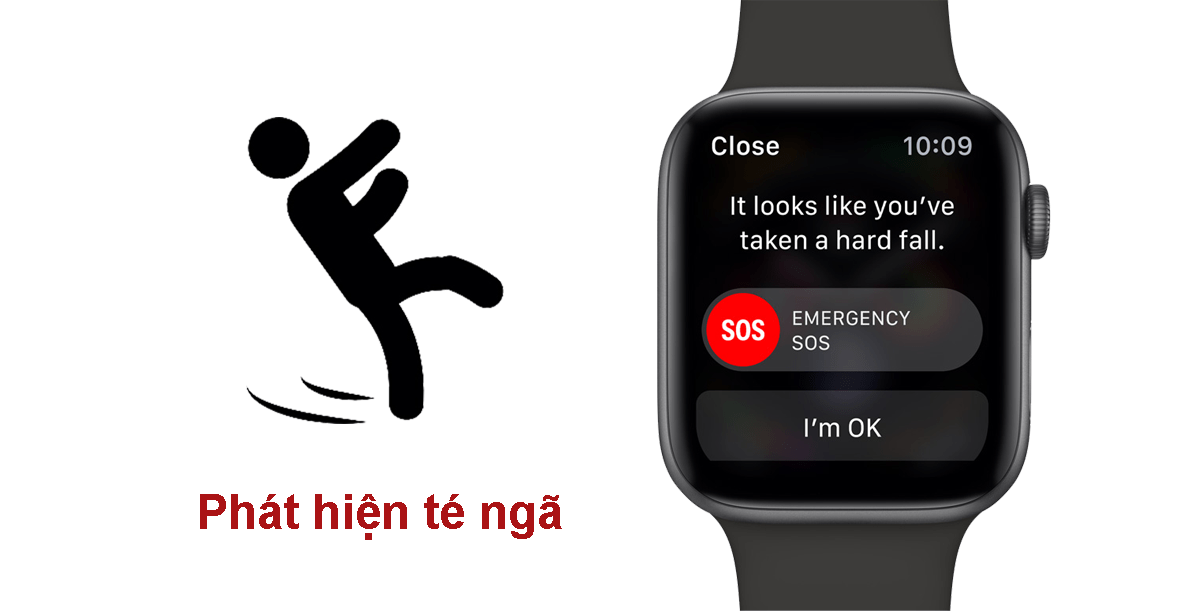 Close 10:09
It looks like you've
taken a hard fall.
SOS EMERGENCY
SOS
I'm OK
Phát hiện té ngã